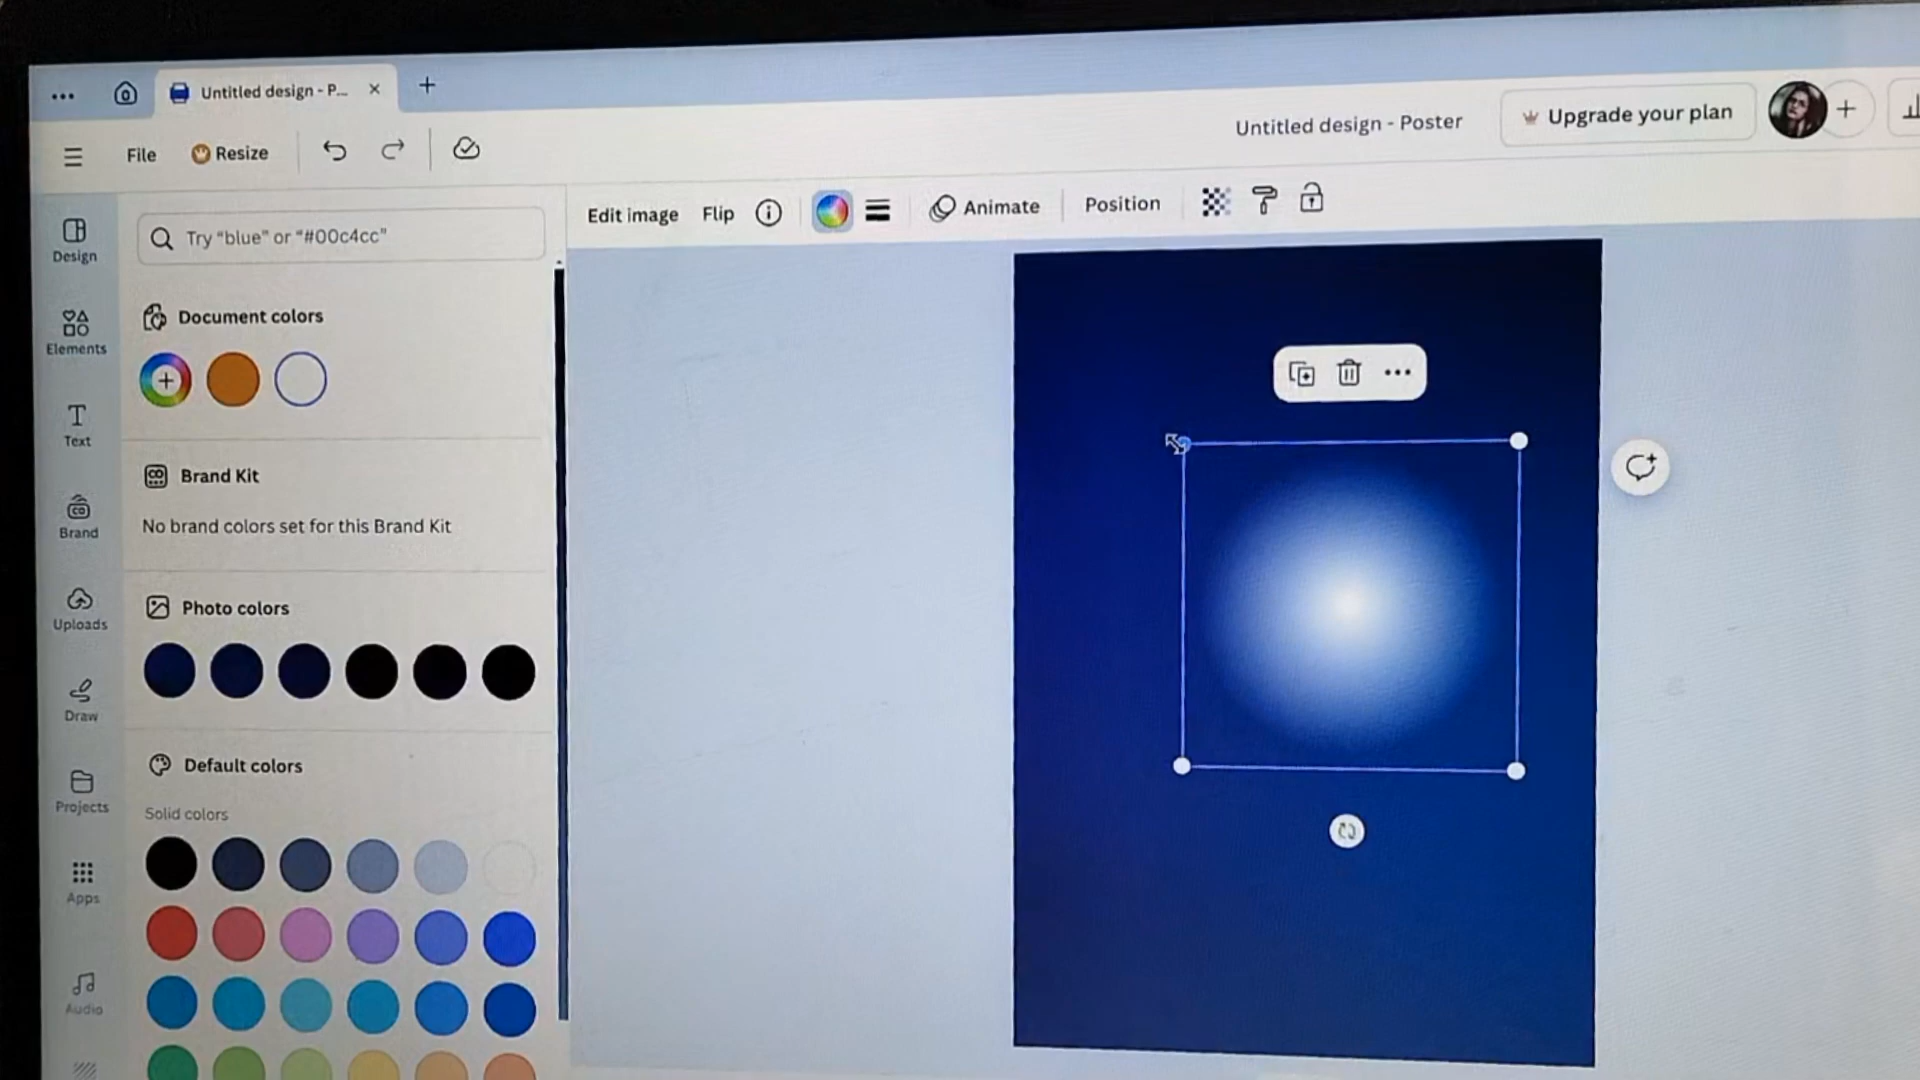 Untitled design - P...
Untitled design - Poster
Upgrade your plan
File
Resize
Edit image
Flip
Animate
Position
Try “blue” or “#00c4cc”
Design
Elements
Text
Brand
Uploads
Draw
Projects
Apps
Audio
Document colors
Brand Kit
No brand colors set for this Brand Kit
Photo colors
Default colors
Solid colors